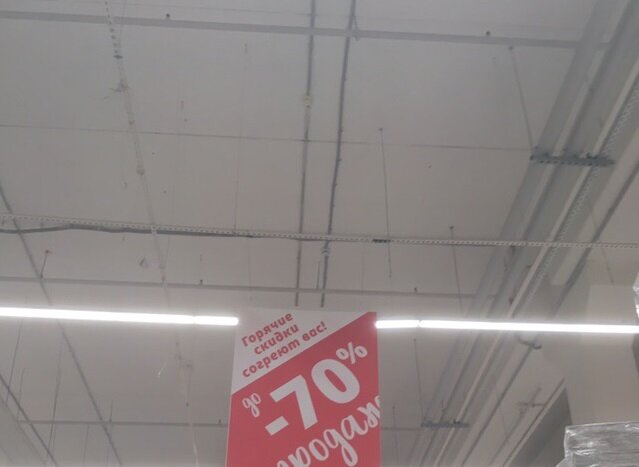 Горячие
скидки
согреют вас!
до
-70%